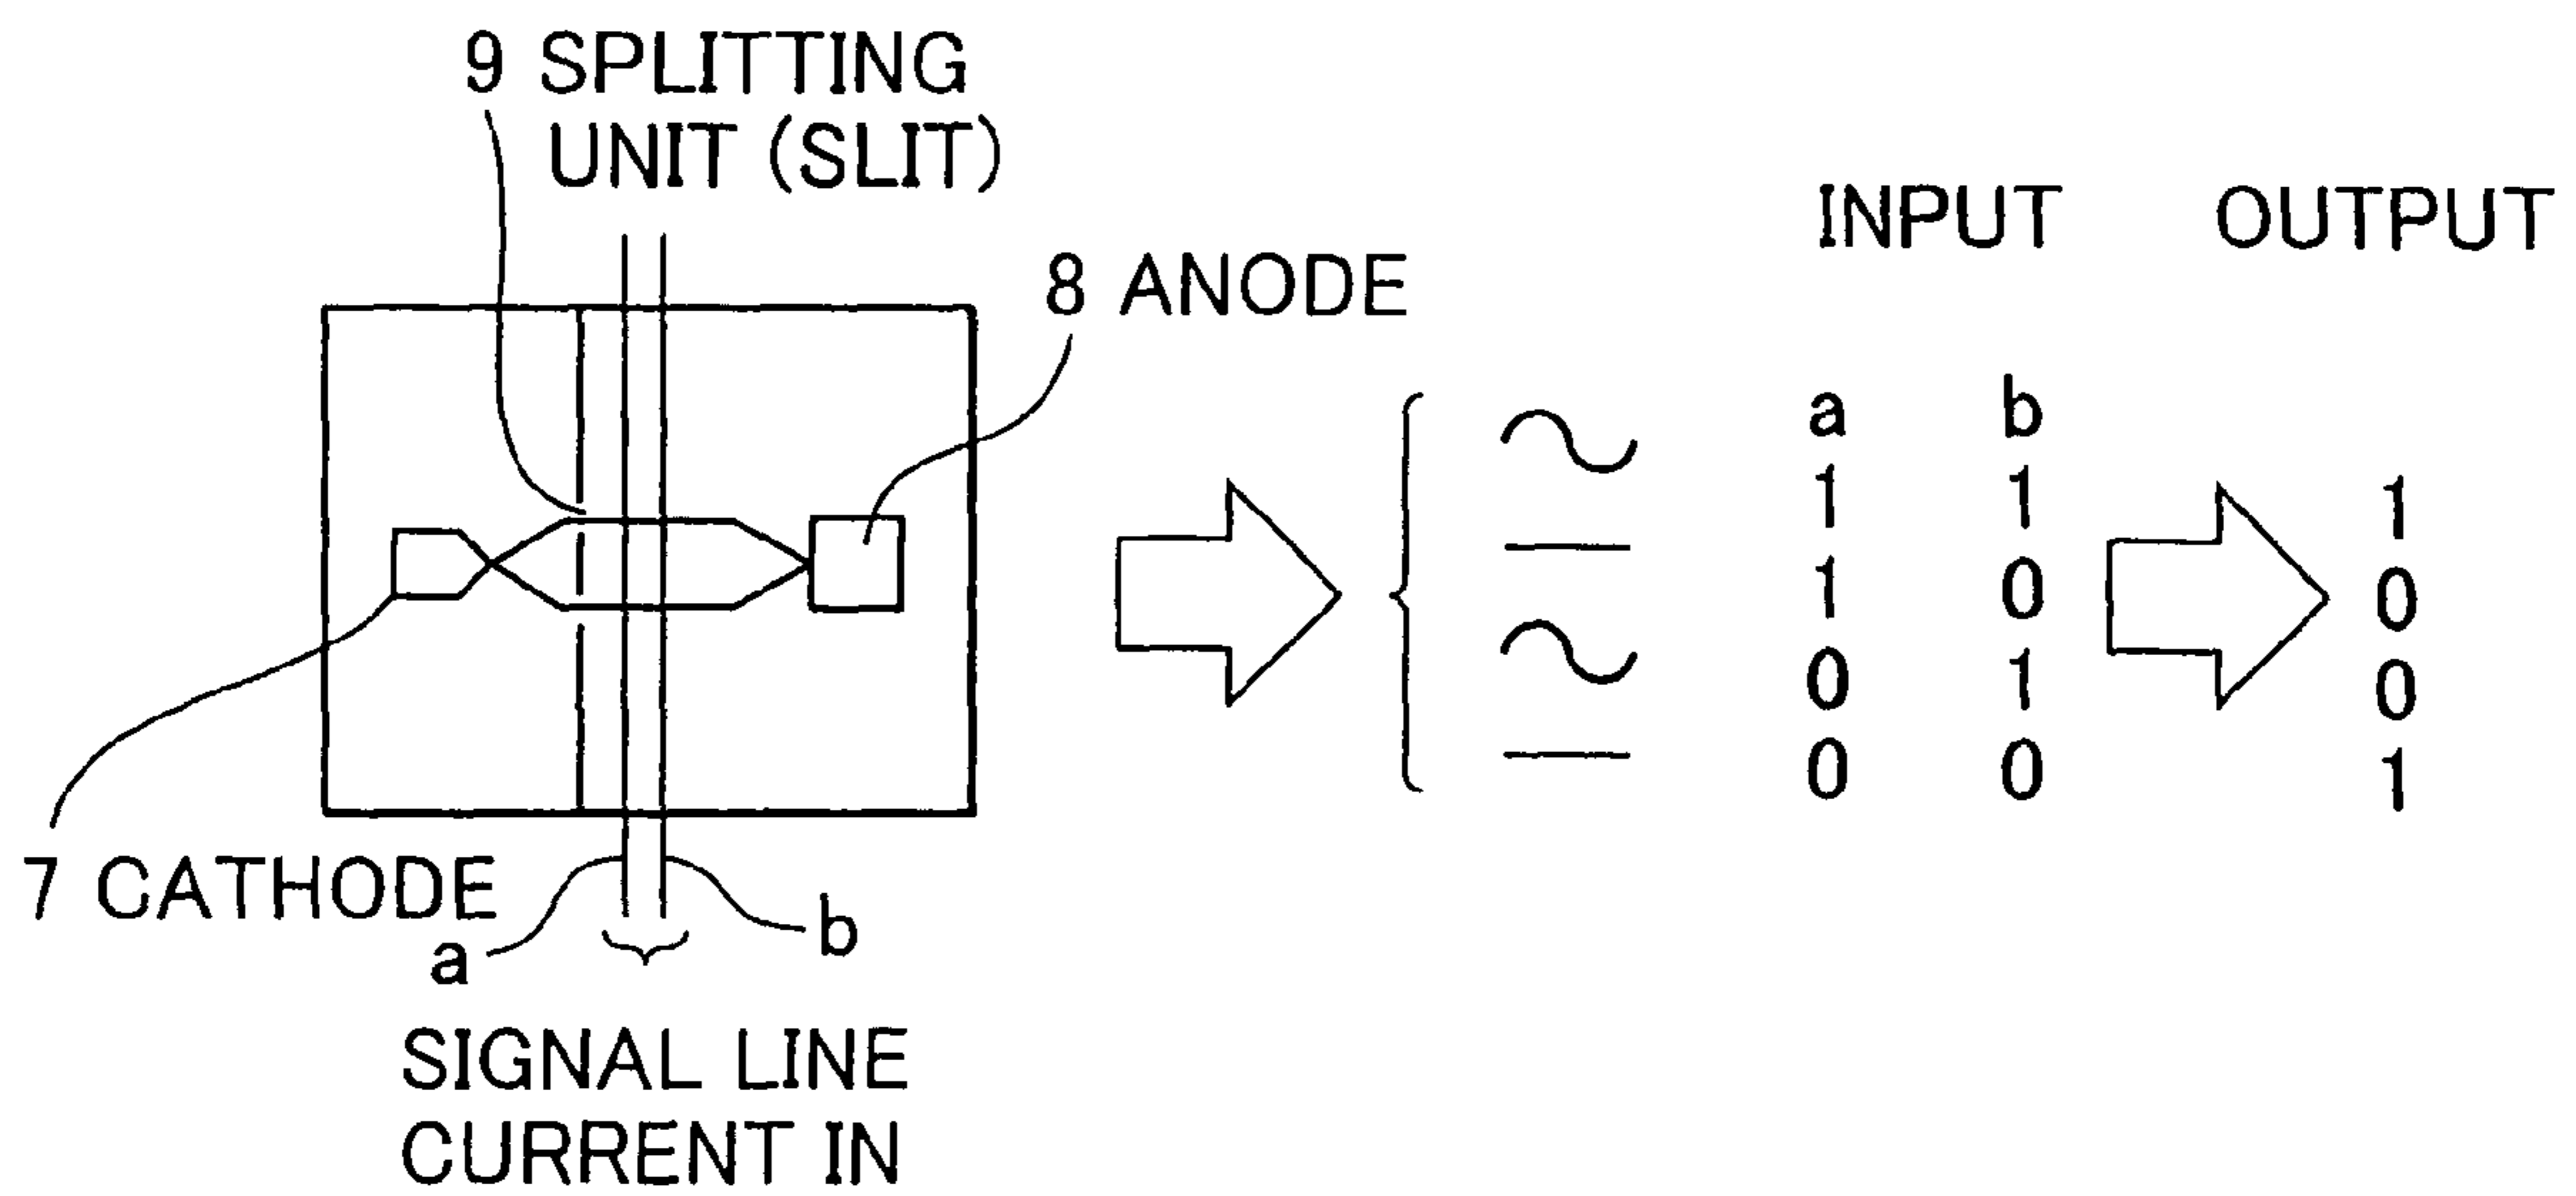 9 SPLITTING
UNIT (SLIT)
8 ANODE
7 CATHODE
a
b
SIGNAL LINE
CURRENT IN
INPUT OUTPUT
a b
1 1 1
1 0 0
0 1 0
0 0 1